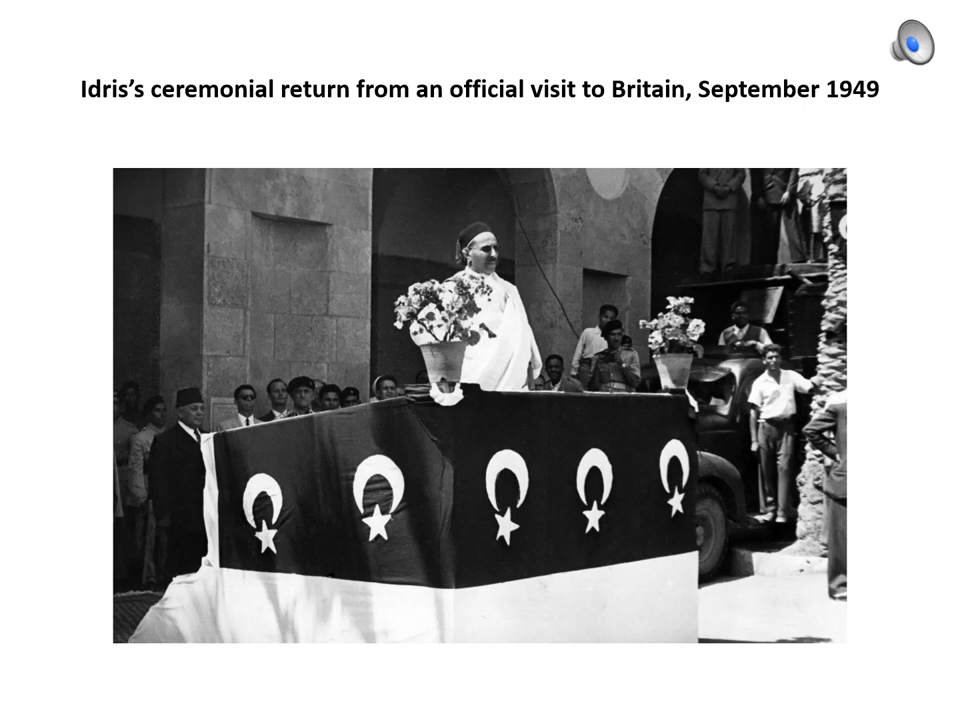 Idris’s ceremonial return from an official visit to Britain, September 1949